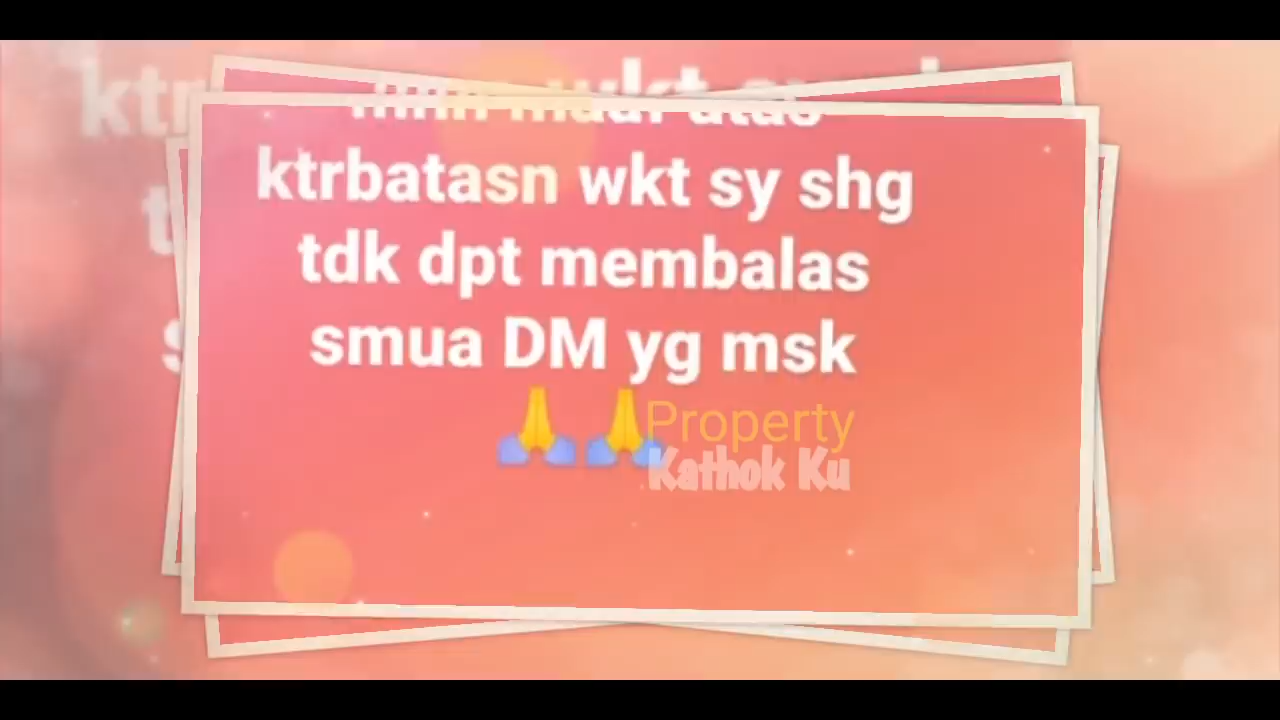 ktrbatasn wkt sy shg
tdk dpt membalas
smua DM yg msk
🙏🙏
Property
Kathok Ku